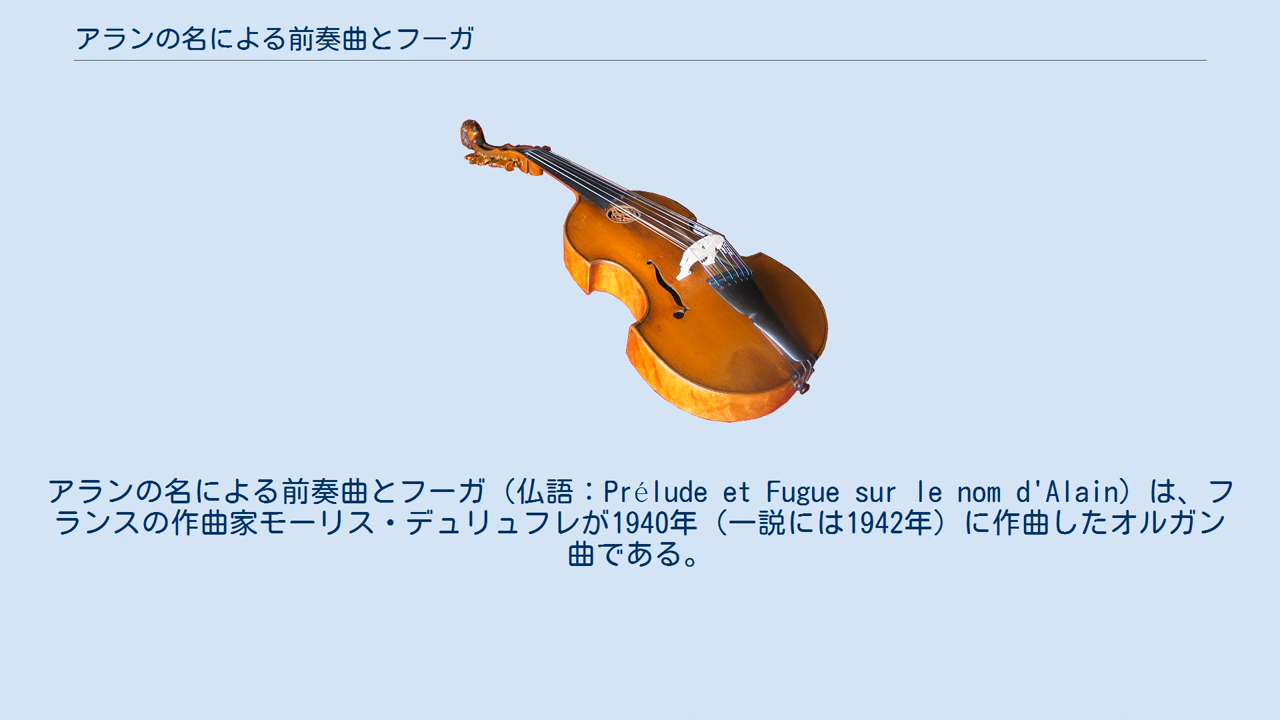 アランの名による前奏曲とフーガ
アランの名による前奏曲とフーガ（仏語：Prélude et Fugue sur le nom d'Alain）は、フ
ランスの作曲家モーリス・デュリュフレが1940年（一説には1942年）に作曲したオルガン
曲である。